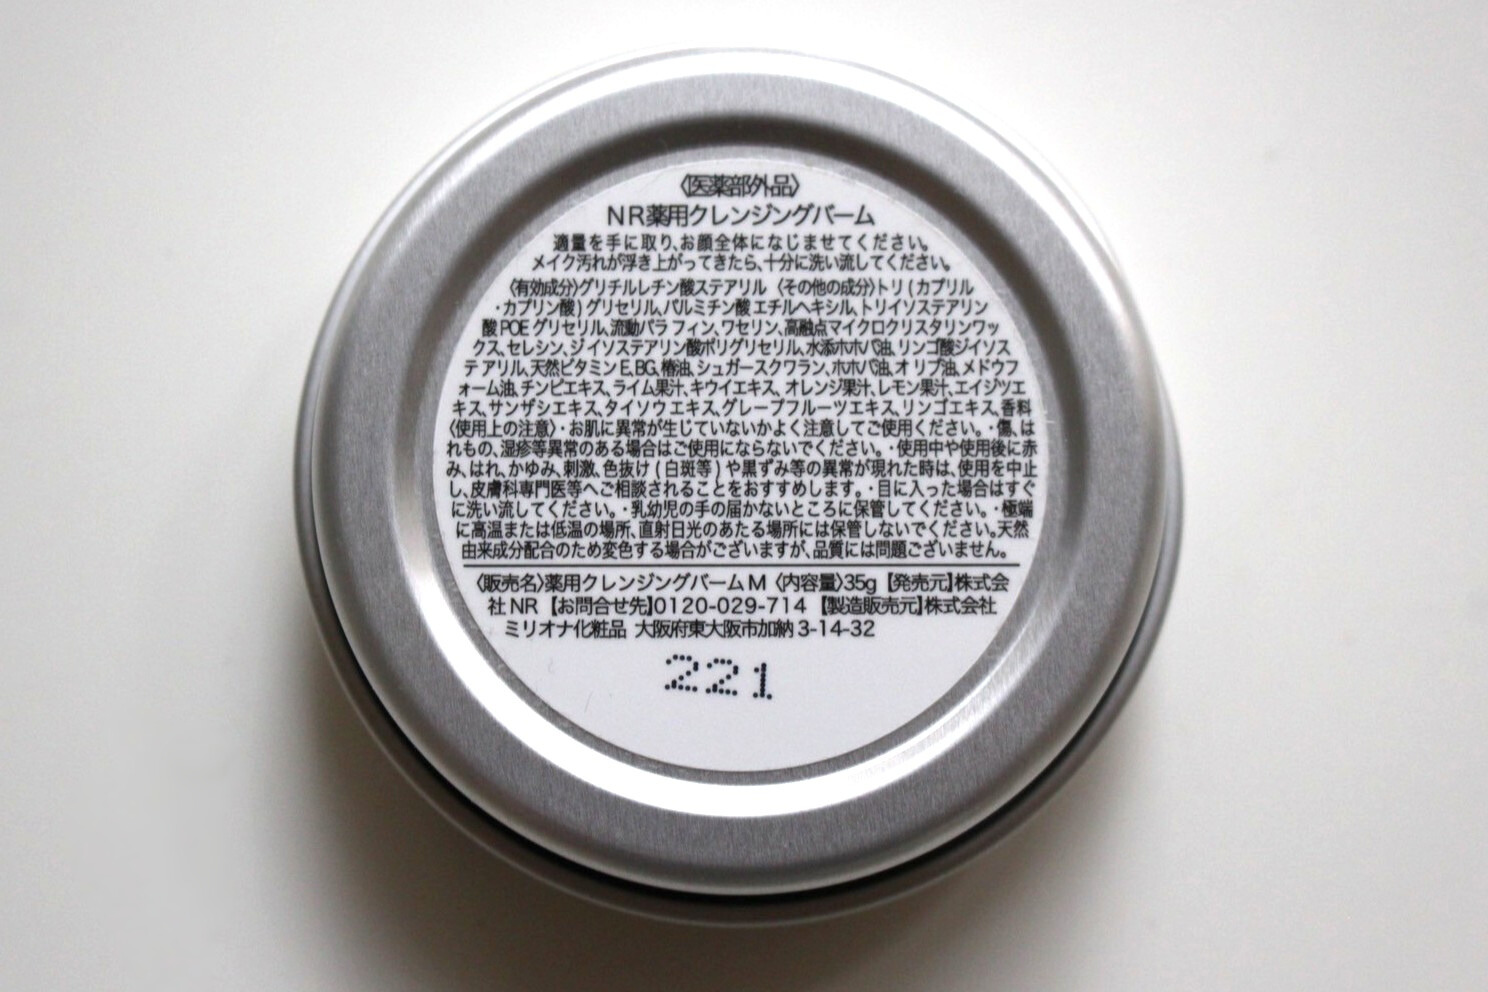 〈医薬部外品〉
NR薬用クレンジングバーム
適量を手に取り、お顔全体になじませてください。
メイク汚れが浮き上がってきたら、十分に洗い流してください。
〈有効成分〉グリチルレチン酸ステアリル 〈その他の成分〉トリ(カプリル
・カプリン酸)グリセリル、パルミチン酸エチルヘキシル、トリイソステアリン
酸POEグリセリル、流動パラフィン、ワセリン、高融点マイクロクリスタリンワッ
クス、セレシン、ジイソステアリン酸ポリグリセリル、水添ホホバ油、リンゴ酸ジイソス
テアリル、天然ビタミンE、BG、椿油、シュガースクワラン、ホホバ油、オリブ油、メドウフ
ォーム油、チンピエキス、ライム果汁、キウイエキス、オレンジ果汁、レモン果汁、エイジツエ
キス、サンザシエキス、タイソウエキス、グレープフルーツエキス、リンゴエキス、香料
〈使用上の注意〉・お肌に異常が生じていないかよく注意してご使用ください。・傷、は
れもの、湿疹等異常のある場合はご使用にならないでください。・使用中や使用後に赤
み、はれ、かゆみ、刺激、色抜け(白斑等)や黒ずみ等の異常が現れた時は、使用を中止
し、皮膚科専門医等へご相談されることをおすすめします。・目に入った場合はすぐ
に洗い流してください。・乳幼児の手の届かないところに保管してください。・極端
に高温または低温の場所、直射日光のあたる場所には保管しないでください。天然
由来成分配合のため変色する場合がございますが、品質には問題ございません。
〈販売名〉薬用クレンジングバームM 〈内容量〉35g 【発売元】株式会
社NR 【お問合せ先】0120-029-714 【製造販売元】株式会社
ミリオナ化粧品 大阪府東大阪市加納3-14-32
221